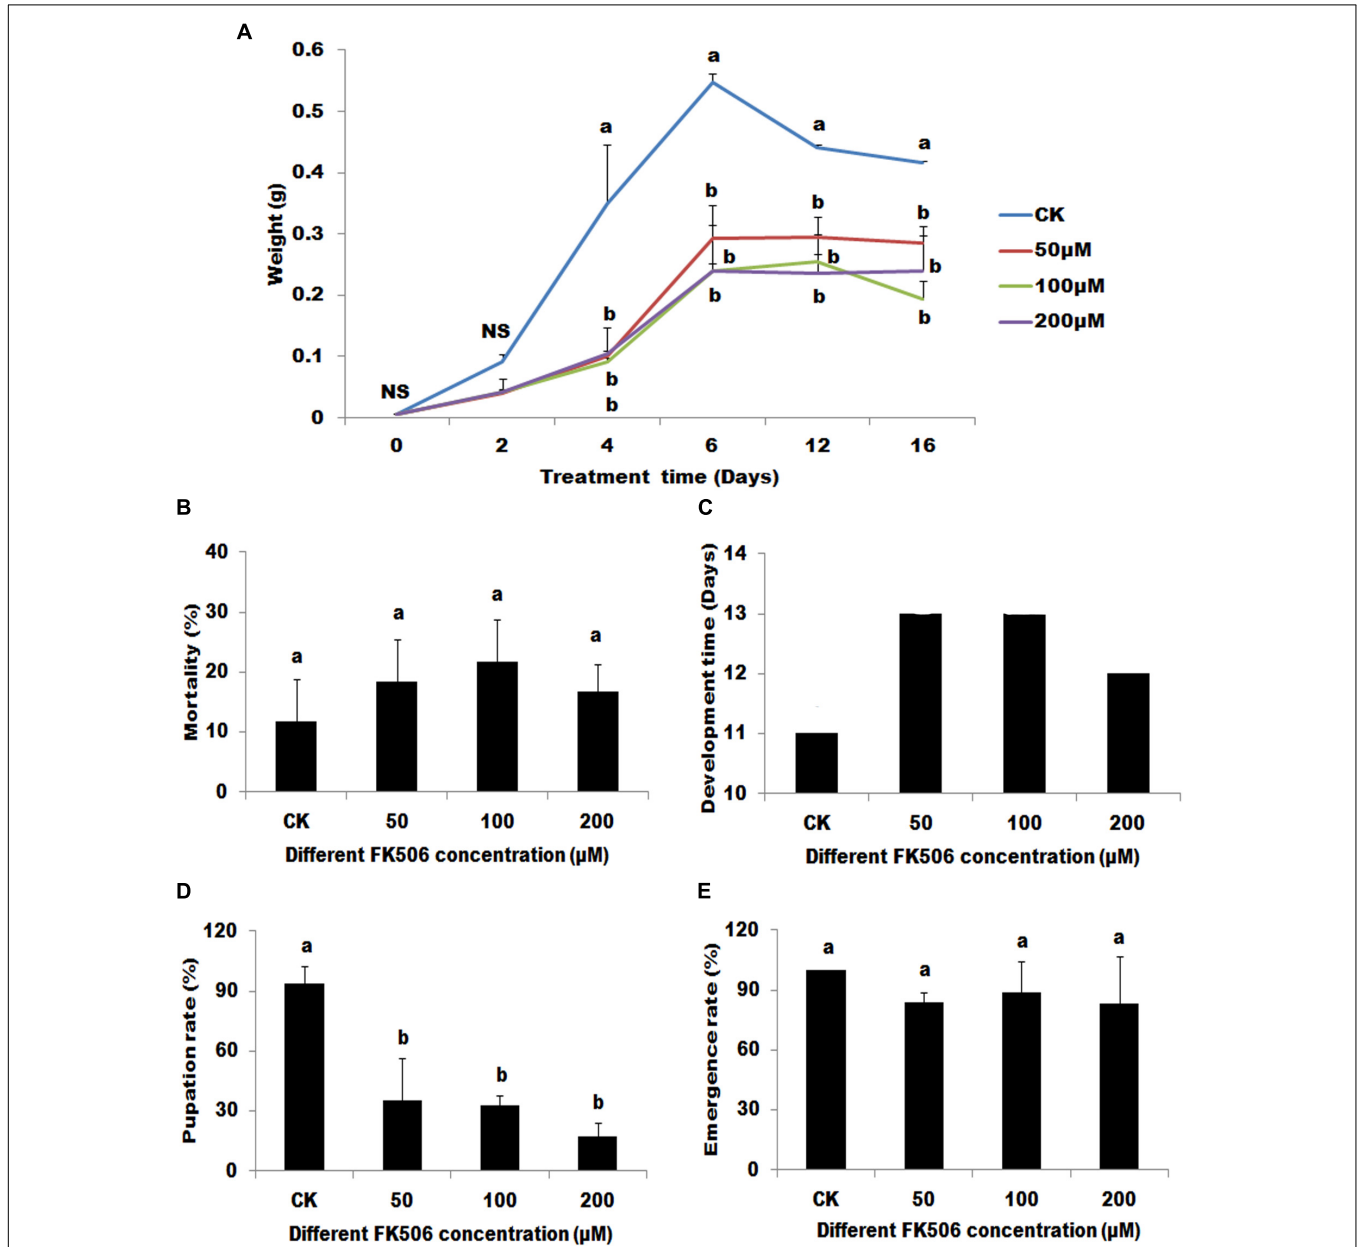 A
0.6
0.5
0.4
0.3
0.2
0.1
0
Weight (g)
NS
NS
a
a
a
a
b
b
b
b
b
b
b
b
b
b
b
b
0 2 4 6 12 16
Treatment time (Days)
CK
50µM
100µM
200µM
B
40
30
20
10
0
Mortality (%)
a a a a
CK 50 100 200
Different FK506 concentration (µM)
C
14
13
12
11
10
Development time (Days)
CK 50 100 200
Different FK506 concentration (µM)
D
120
90
60
30
0
Pupation rate (%)
a b b b
CK 50 100 200
Different FK506 concentration (µM)
E
120
90
60
30
0
Emergence rate (%)
a a a a
CK 50 100 200
Different FK506 concentration (µM)